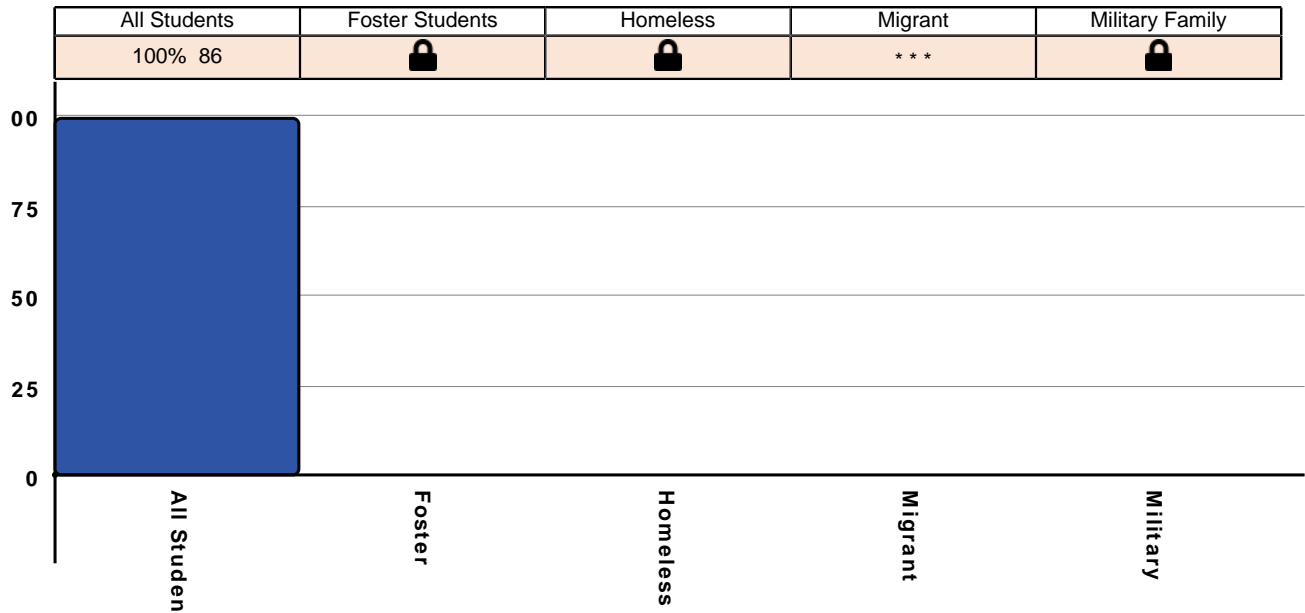 All Students Foster Students Homeless Migrant Military Family
100% 86 * * *
00
75
50
25
0
All Studen
Foster
Homeless
Migrant
Military